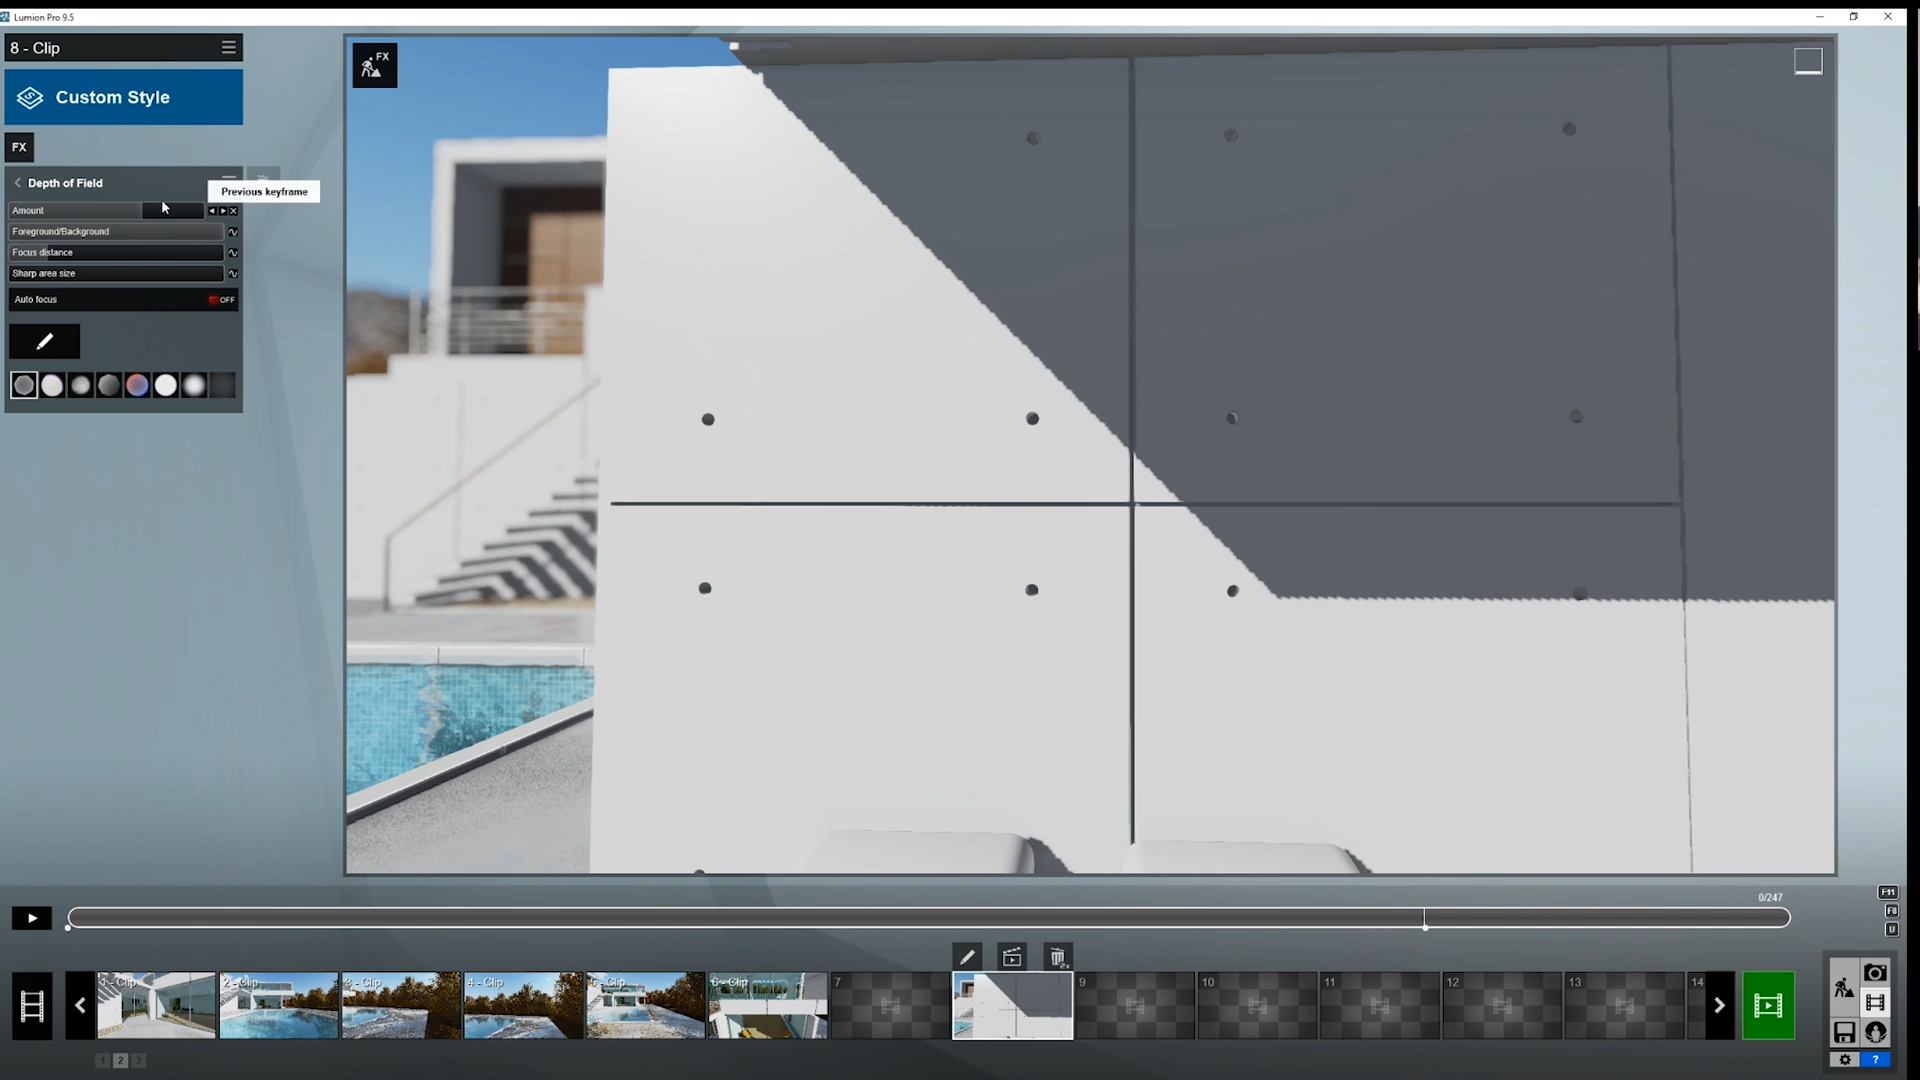 Lumion Pro 9.5
8 - Clip
Custom Style
FX
FX
Depth of Field
Previous keyframe
Amount
Foreground/Background
Focus distance
Sharp area size
Auto focus
OFF
0/247
F11
F8
U
1 - Clip
2 - Clip
3 - Clip
4 - Clip
5 - Clip
6 - Clip
7
9
10
11
12
13
14
1
2
3
?